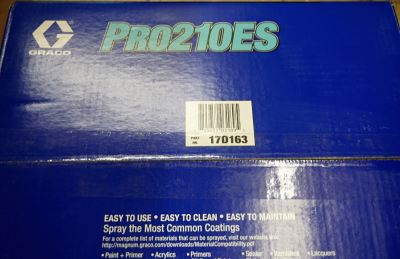 GRACO
PRO210ES
PART NO. 17D163
EASY TO USE • EASY TO CLEAN • EASY TO MAINTAIN
Spray the Most Common Coatings
For a complete list of materials that can be sprayed, visit our website link:
http://magnum.graco.com/downloads/MaterialCompatibility.pdf
• Paint + Primer • Acrylics • Primers • Sealer • Varnishes • Lacquers